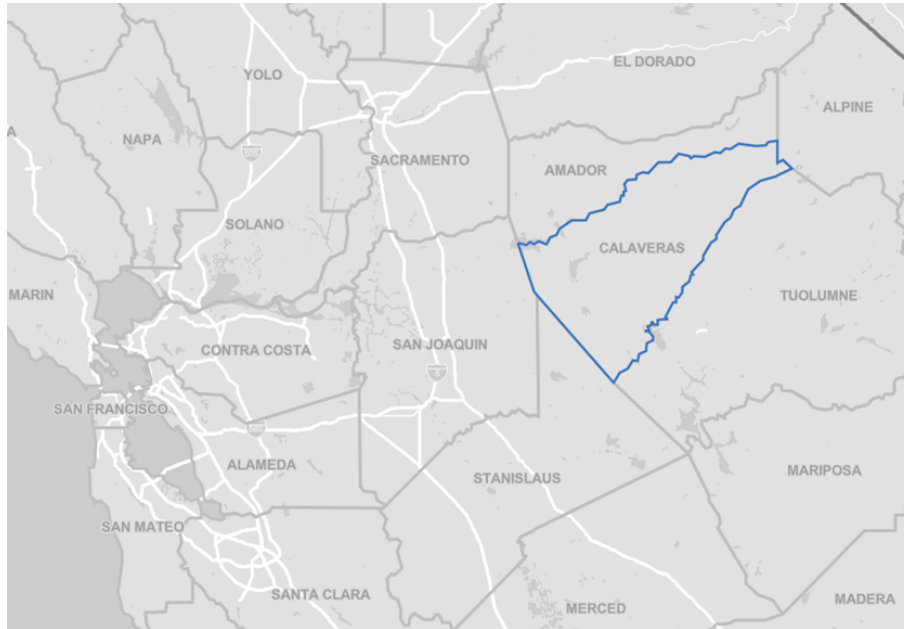 EL DORADO
YOLO
ALPINE
NAPA
SACRAMENTO
AMADOR
SOLANO
CALAVERAS
MARIN
TUOLUMNE
SAN JOAQUIN
CONTRA COSTA
5
SAN FRANCISCO
ALAMEDA
MARIPOSA
STANISLAUS
SAN MATEO
SANTA CLARA
MADERA
MERCED